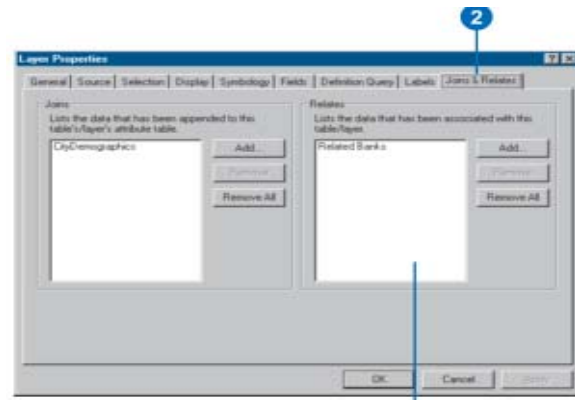 2
Layer Properties
General Source Selection Display Symbology Fields Definition Query Labels Joins & Relates
Joins
Lists the data that has been appended to this
table's/layer's attribute table.
CityDemographics
Add...
Remove
Remove All
Relates
Lists the data that has been associated with this
table/layer.
Related Banks
Add...
Remove
Remove All
OK
Cancel
Apply